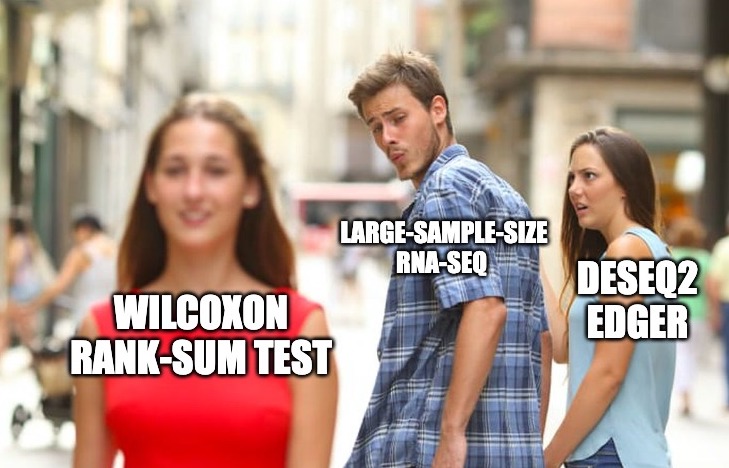 WILCOXON
RANK-SUM TEST
LARGE-SAMPLE-SIZE
RNA-SEQ
DESEQ2
EDGER